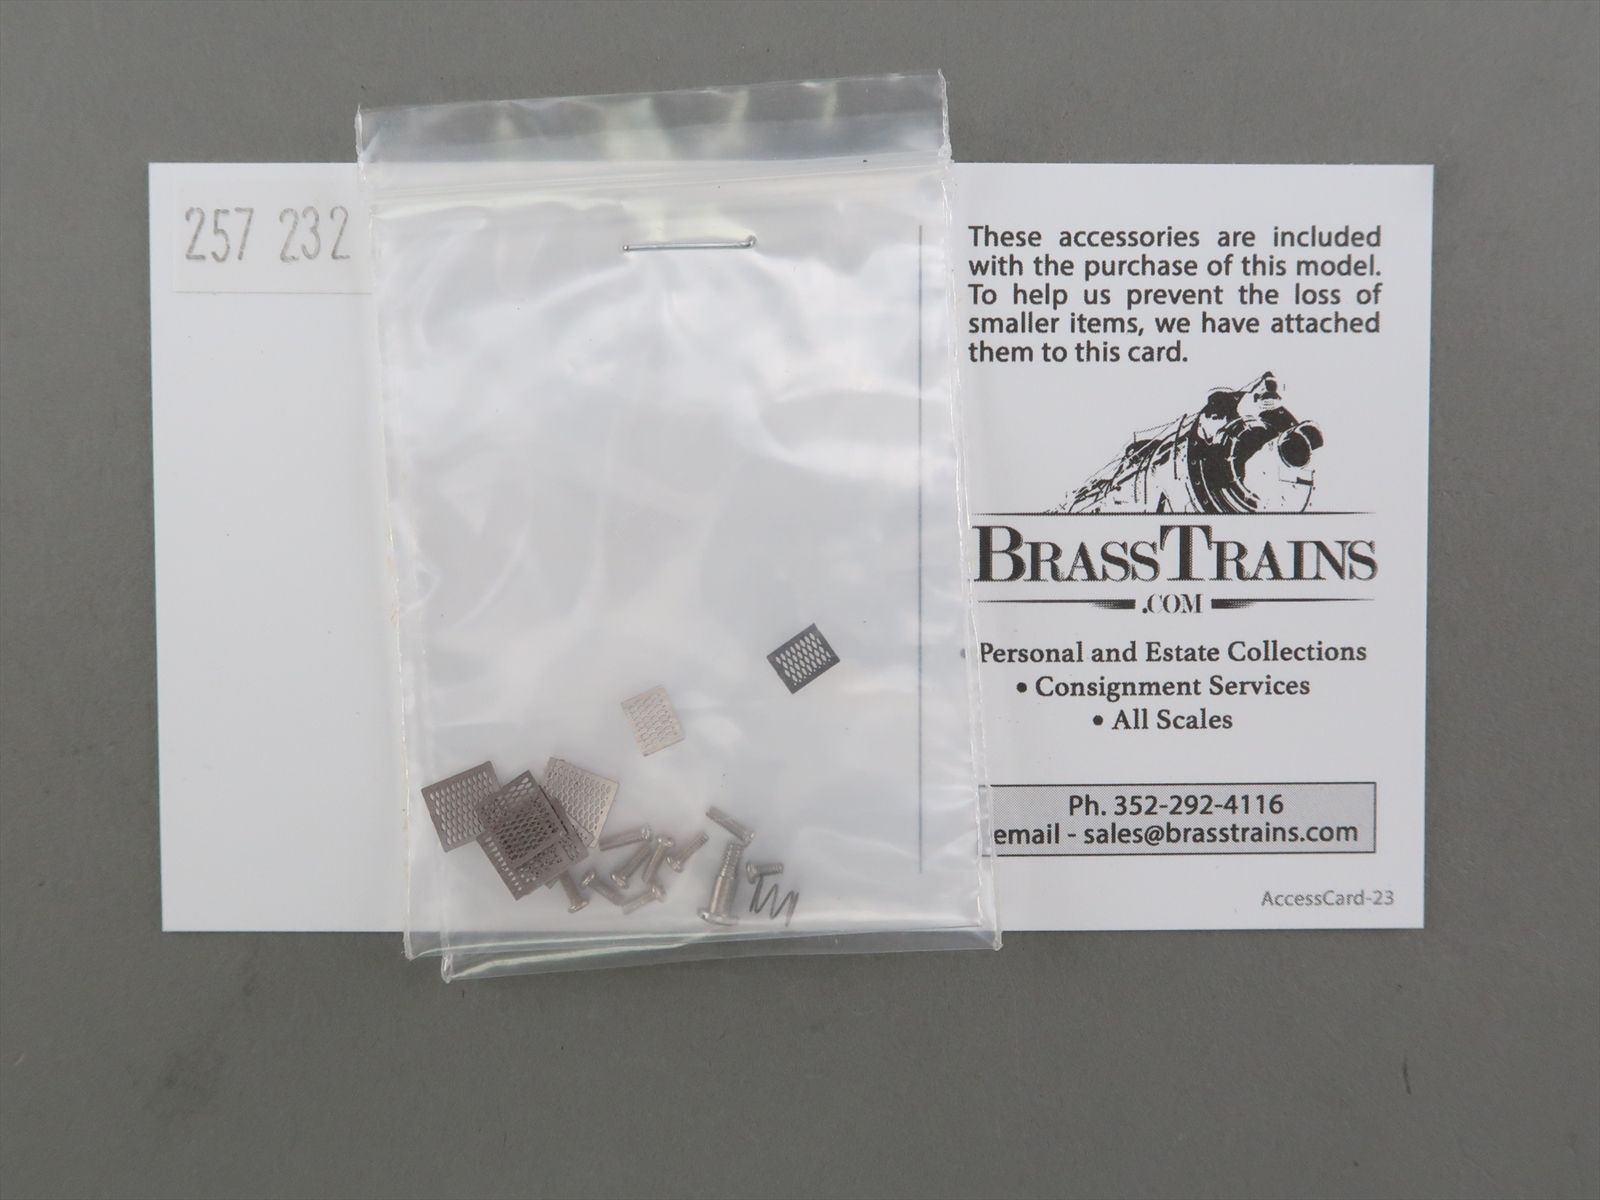 257 232
These accessories are included
with the purchase of this model.
To help us prevent the loss of
smaller items, we have attached
them to this card.
BRASSTRAINS
.COM
• Personal and Estate Collections
• Consignment Services
• All Scales
Ph. 352-292-4116
email - sales@brasstrains.com
AccessCard-23